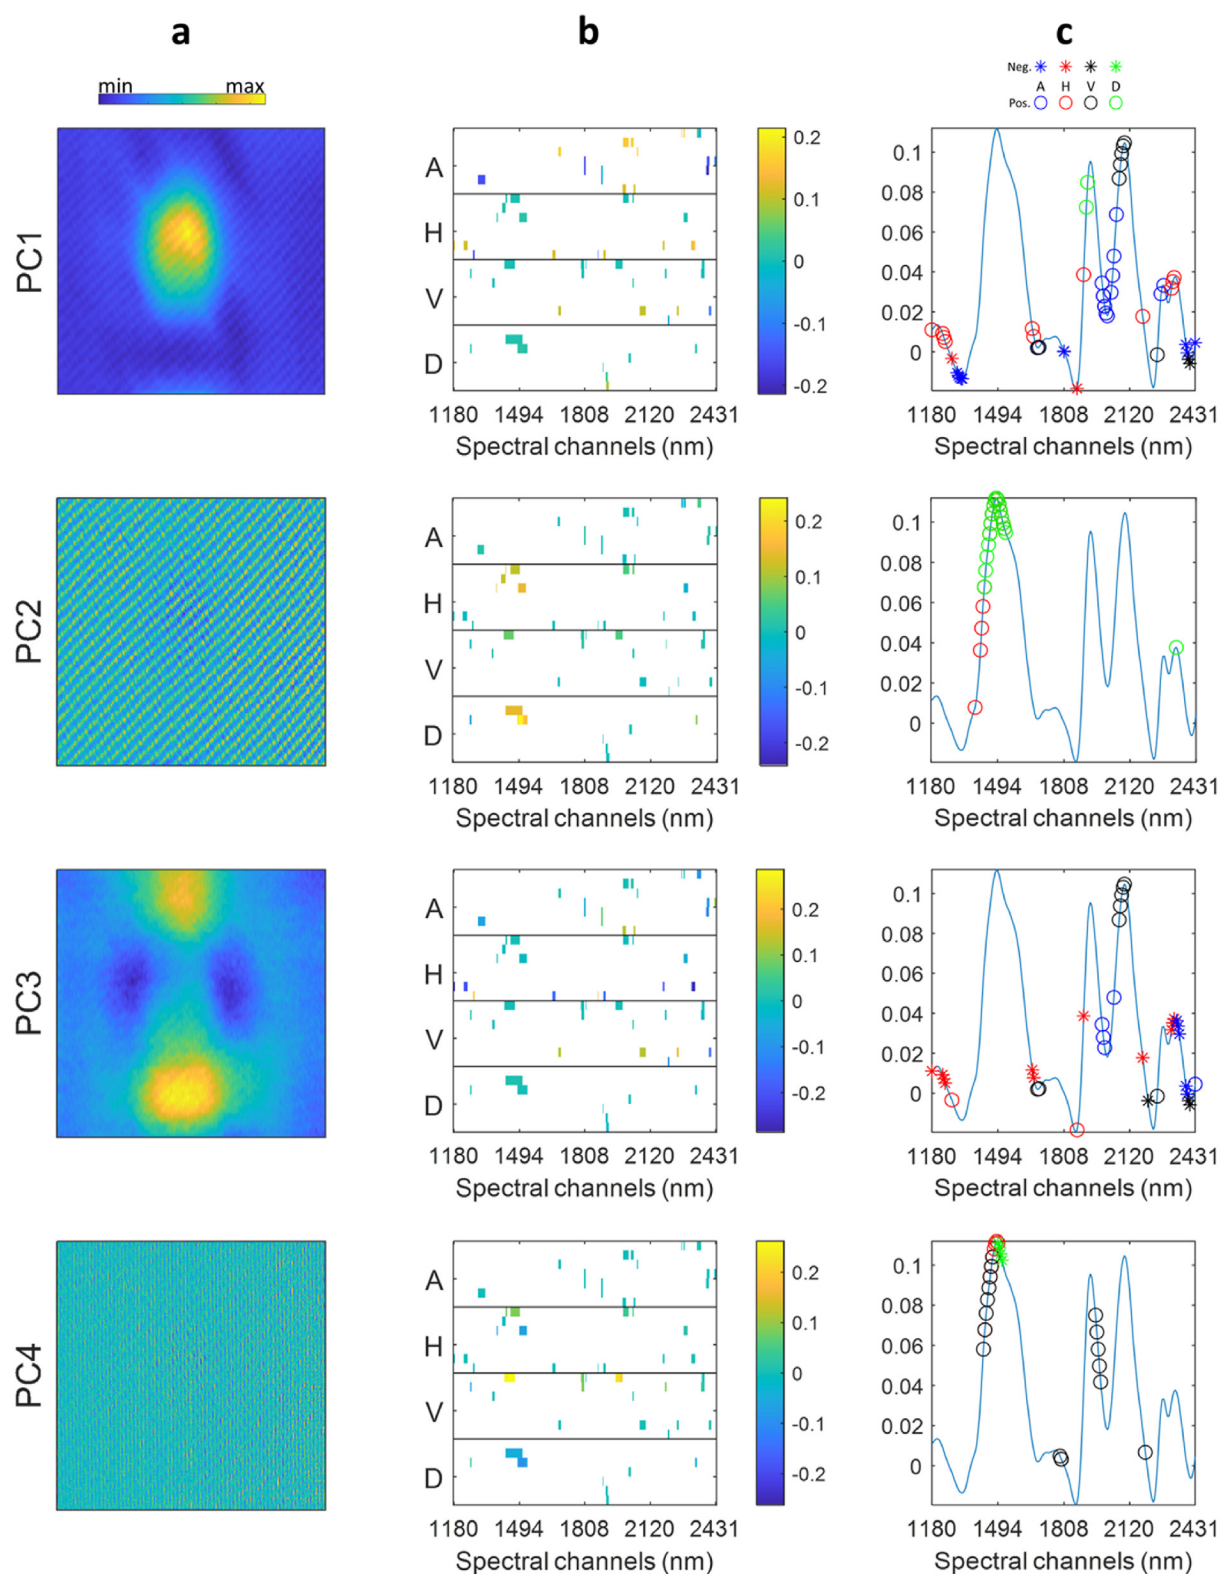 a b c
min max
Neg.
A H V D
Pos.
PC1
A
H
V
D
0.2
0.1
0
-0.1
-0.2
0.1
0.08
0.06
0.04
0.02
0
1180 1494 1808 2120 2431
Spectral channels (nm)
1180 1494 1808 2120 2431
Spectral channels (nm)
PC2
A
H
V
D
0.2
0.1
0
-0.1
-0.2
0.1
0.08
0.06
0.04
0.02
0
1180 1494 1808 2120 2431
Spectral channels (nm)
1180 1494 1808 2120 2431
Spectral channels (nm)
PC3
A
H
V
D
0.2
0.1
0
-0.1
-0.2
0.1
0.08
0.06
0.04
0.02
0
1180 1494 1808 2120 2431
Spectral channels (nm)
1180 1494 1808 2120 2431
Spectral channels (nm)
PC4
A
H
V
D
0.2
0.1
0
-0.1
-0.2
0.1
0.08
0.06
0.04
0.02
0
1180 1494 1808 2120 2431
Spectral channels (nm)
1180 1494 1808 2120 2431
Spectral channels (nm)